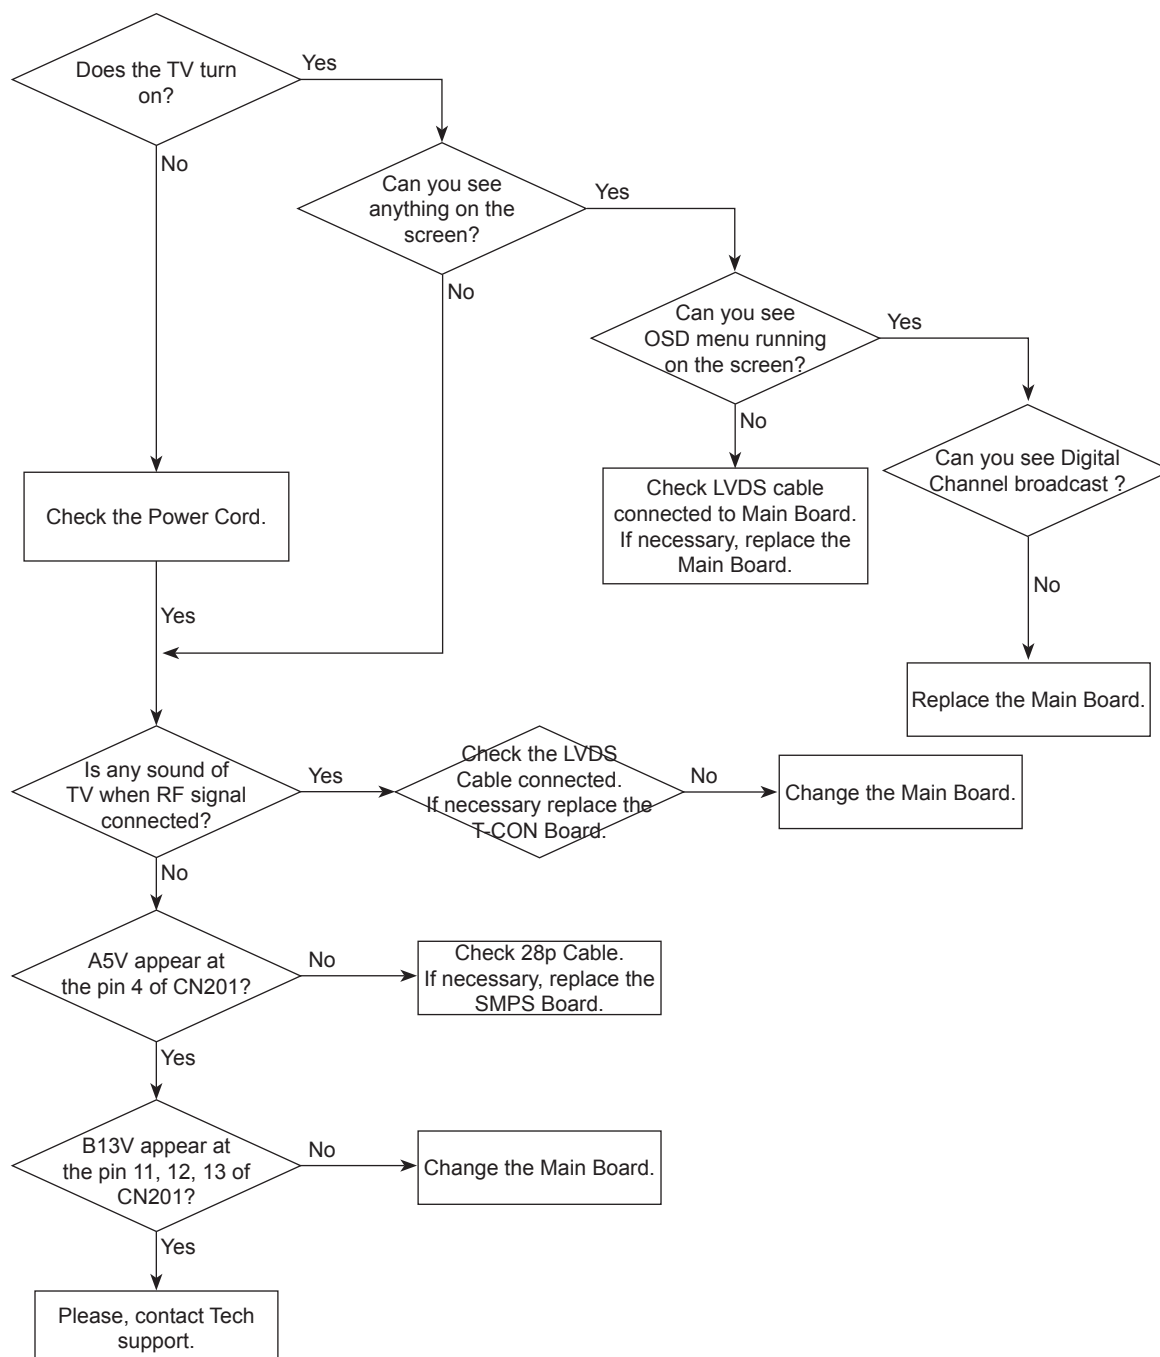 Does the TV turn
on?
Yes
No
Can you see
anything on the
screen?
Yes
No
Can you see
OSD menu running
on the screen?
Yes
No
Can you see Digital
Channel broadcast ?
No
Check LVDS cable
connected to Main Board.
If necessary, replace the
Main Board.
Replace the Main Board.
Check the Power Cord.
Yes
Is any sound of
TV when RF signal
connected?
Yes
No
Check the LVDS
Cable connected.
If necessary replace the
T-CON Board.
No
Change the Main Board.
A5V appear at
the pin 4 of CN201?
No
Yes
Check 28p Cable.
If necessary, replace the
SMPS Board.
B13V appear at
the pin 11, 12, 13 of
CN201?
No
Yes
Change the Main Board.
Please, contact Tech
support.